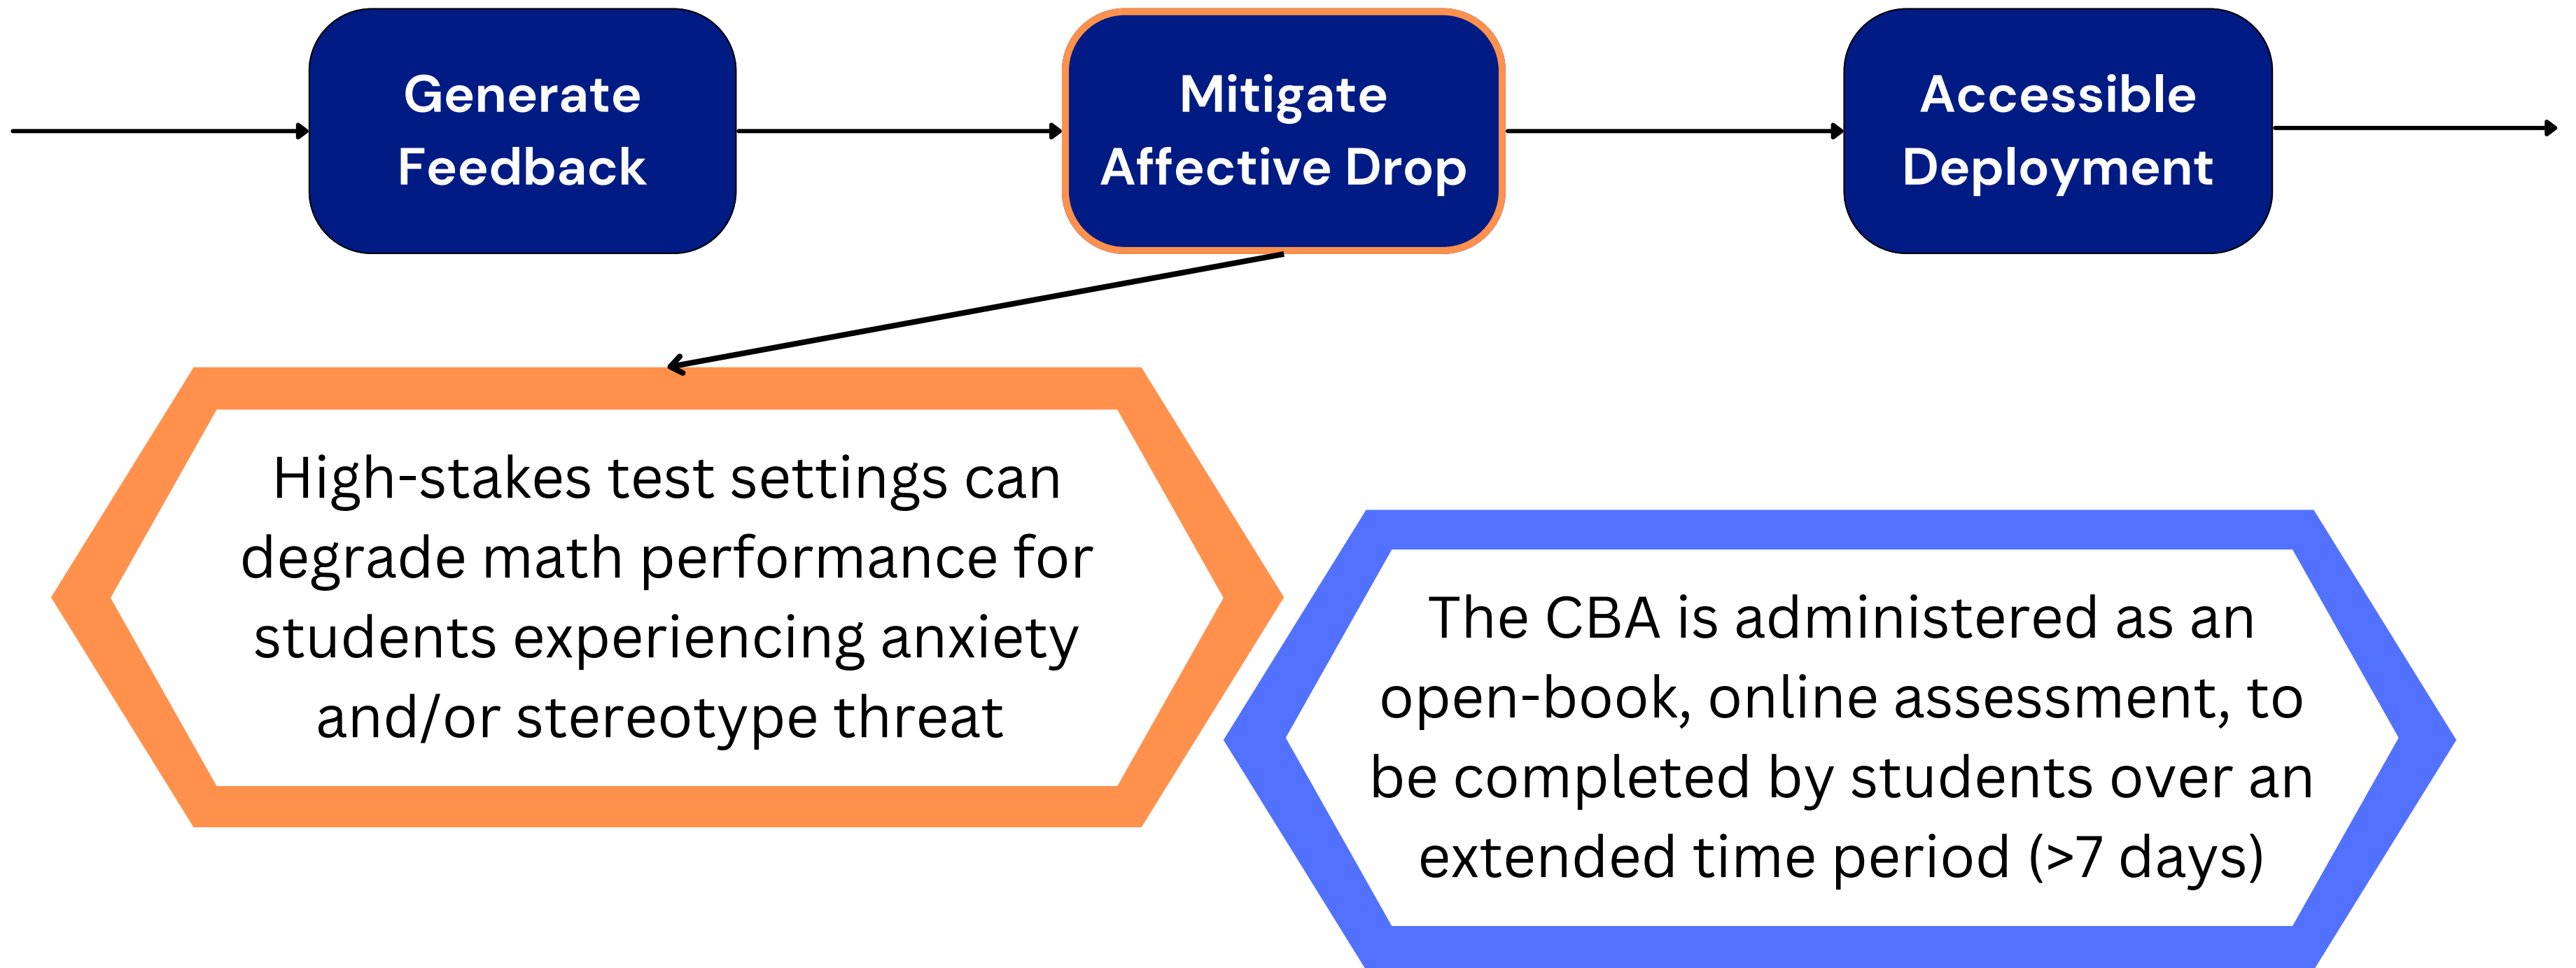 Generate
Feedback
Mitigate
Affective Drop
Accessible
Deployment
High-stakes test settings can
degrade math performance for
students experiencing anxiety
and/or stereotype threat
The CBA is administered as an
open-book, online assessment, to
be completed by students over an
extended time period (>7 days)